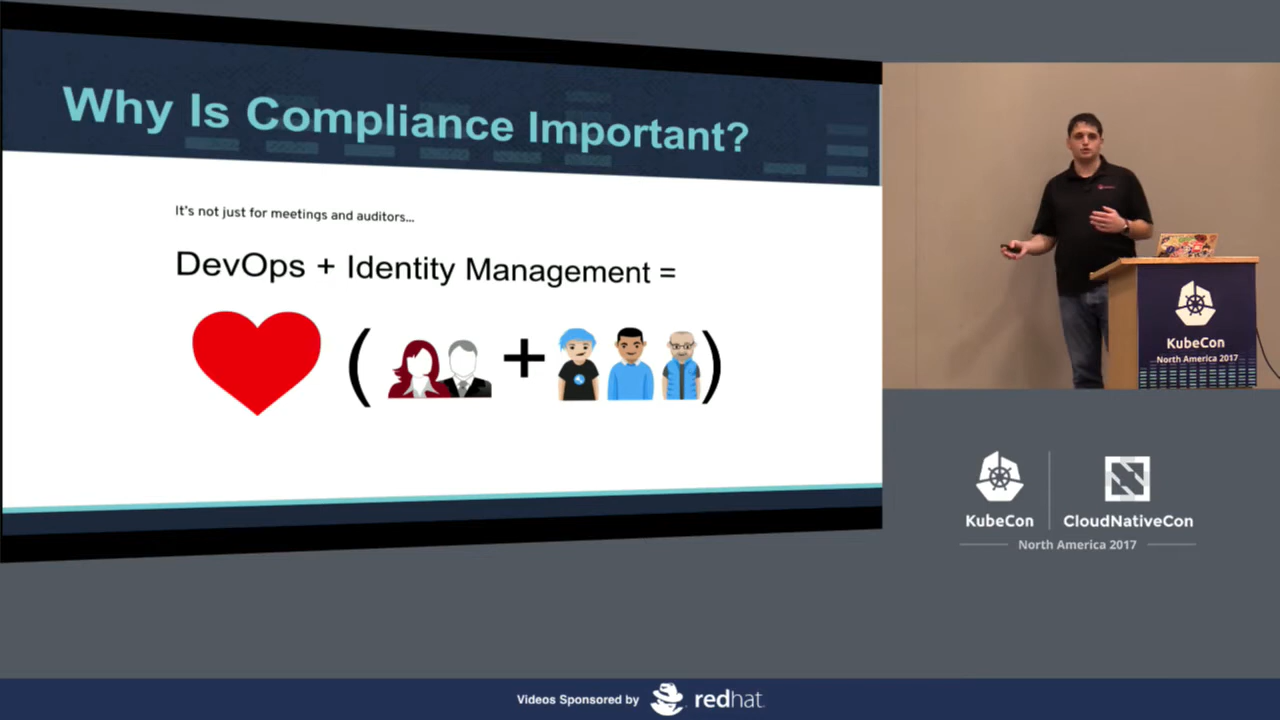 Why Is Compliance Important?
It's not just for meetings and auditors...
DevOps + Identity Management =
( + )
KubeCon
North America 2017
KubeCon
CloudNativeCon
North America 2017
Videos Sponsored by redhat.